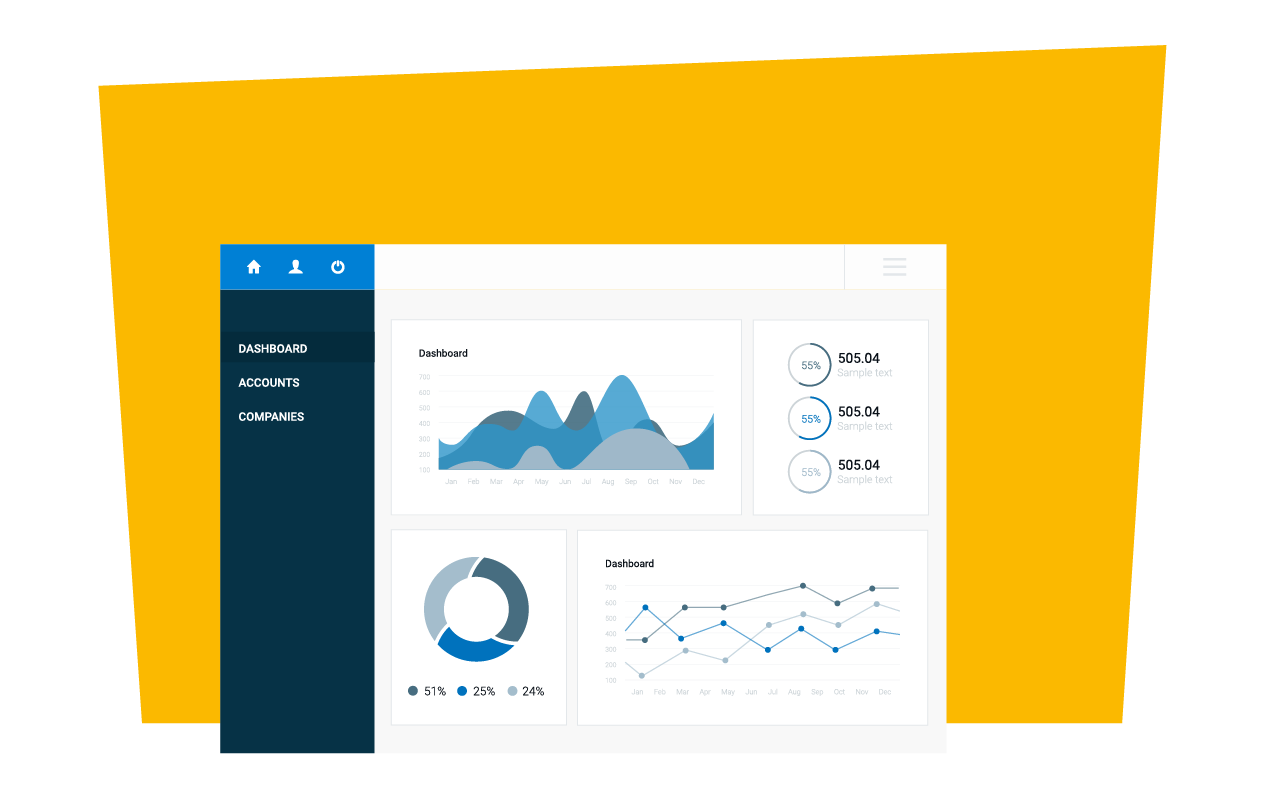 DASHBOARD
ACCOUNTS
COMPANIES
Dashboard
700
600
500
400
300
200
100
Jan Feb Mar Apr May Jun Jul Aug Sep Oct Nov Dec
55% 505.04
Sample text
55% 505.04
Sample text
55% 505.04
Sample text
51% 25% 24%
Dashboard
700
600
500
400
300
200
100
Jan Feb Mar Apr May Jun Jul Aug Sep Oct Nov Dec